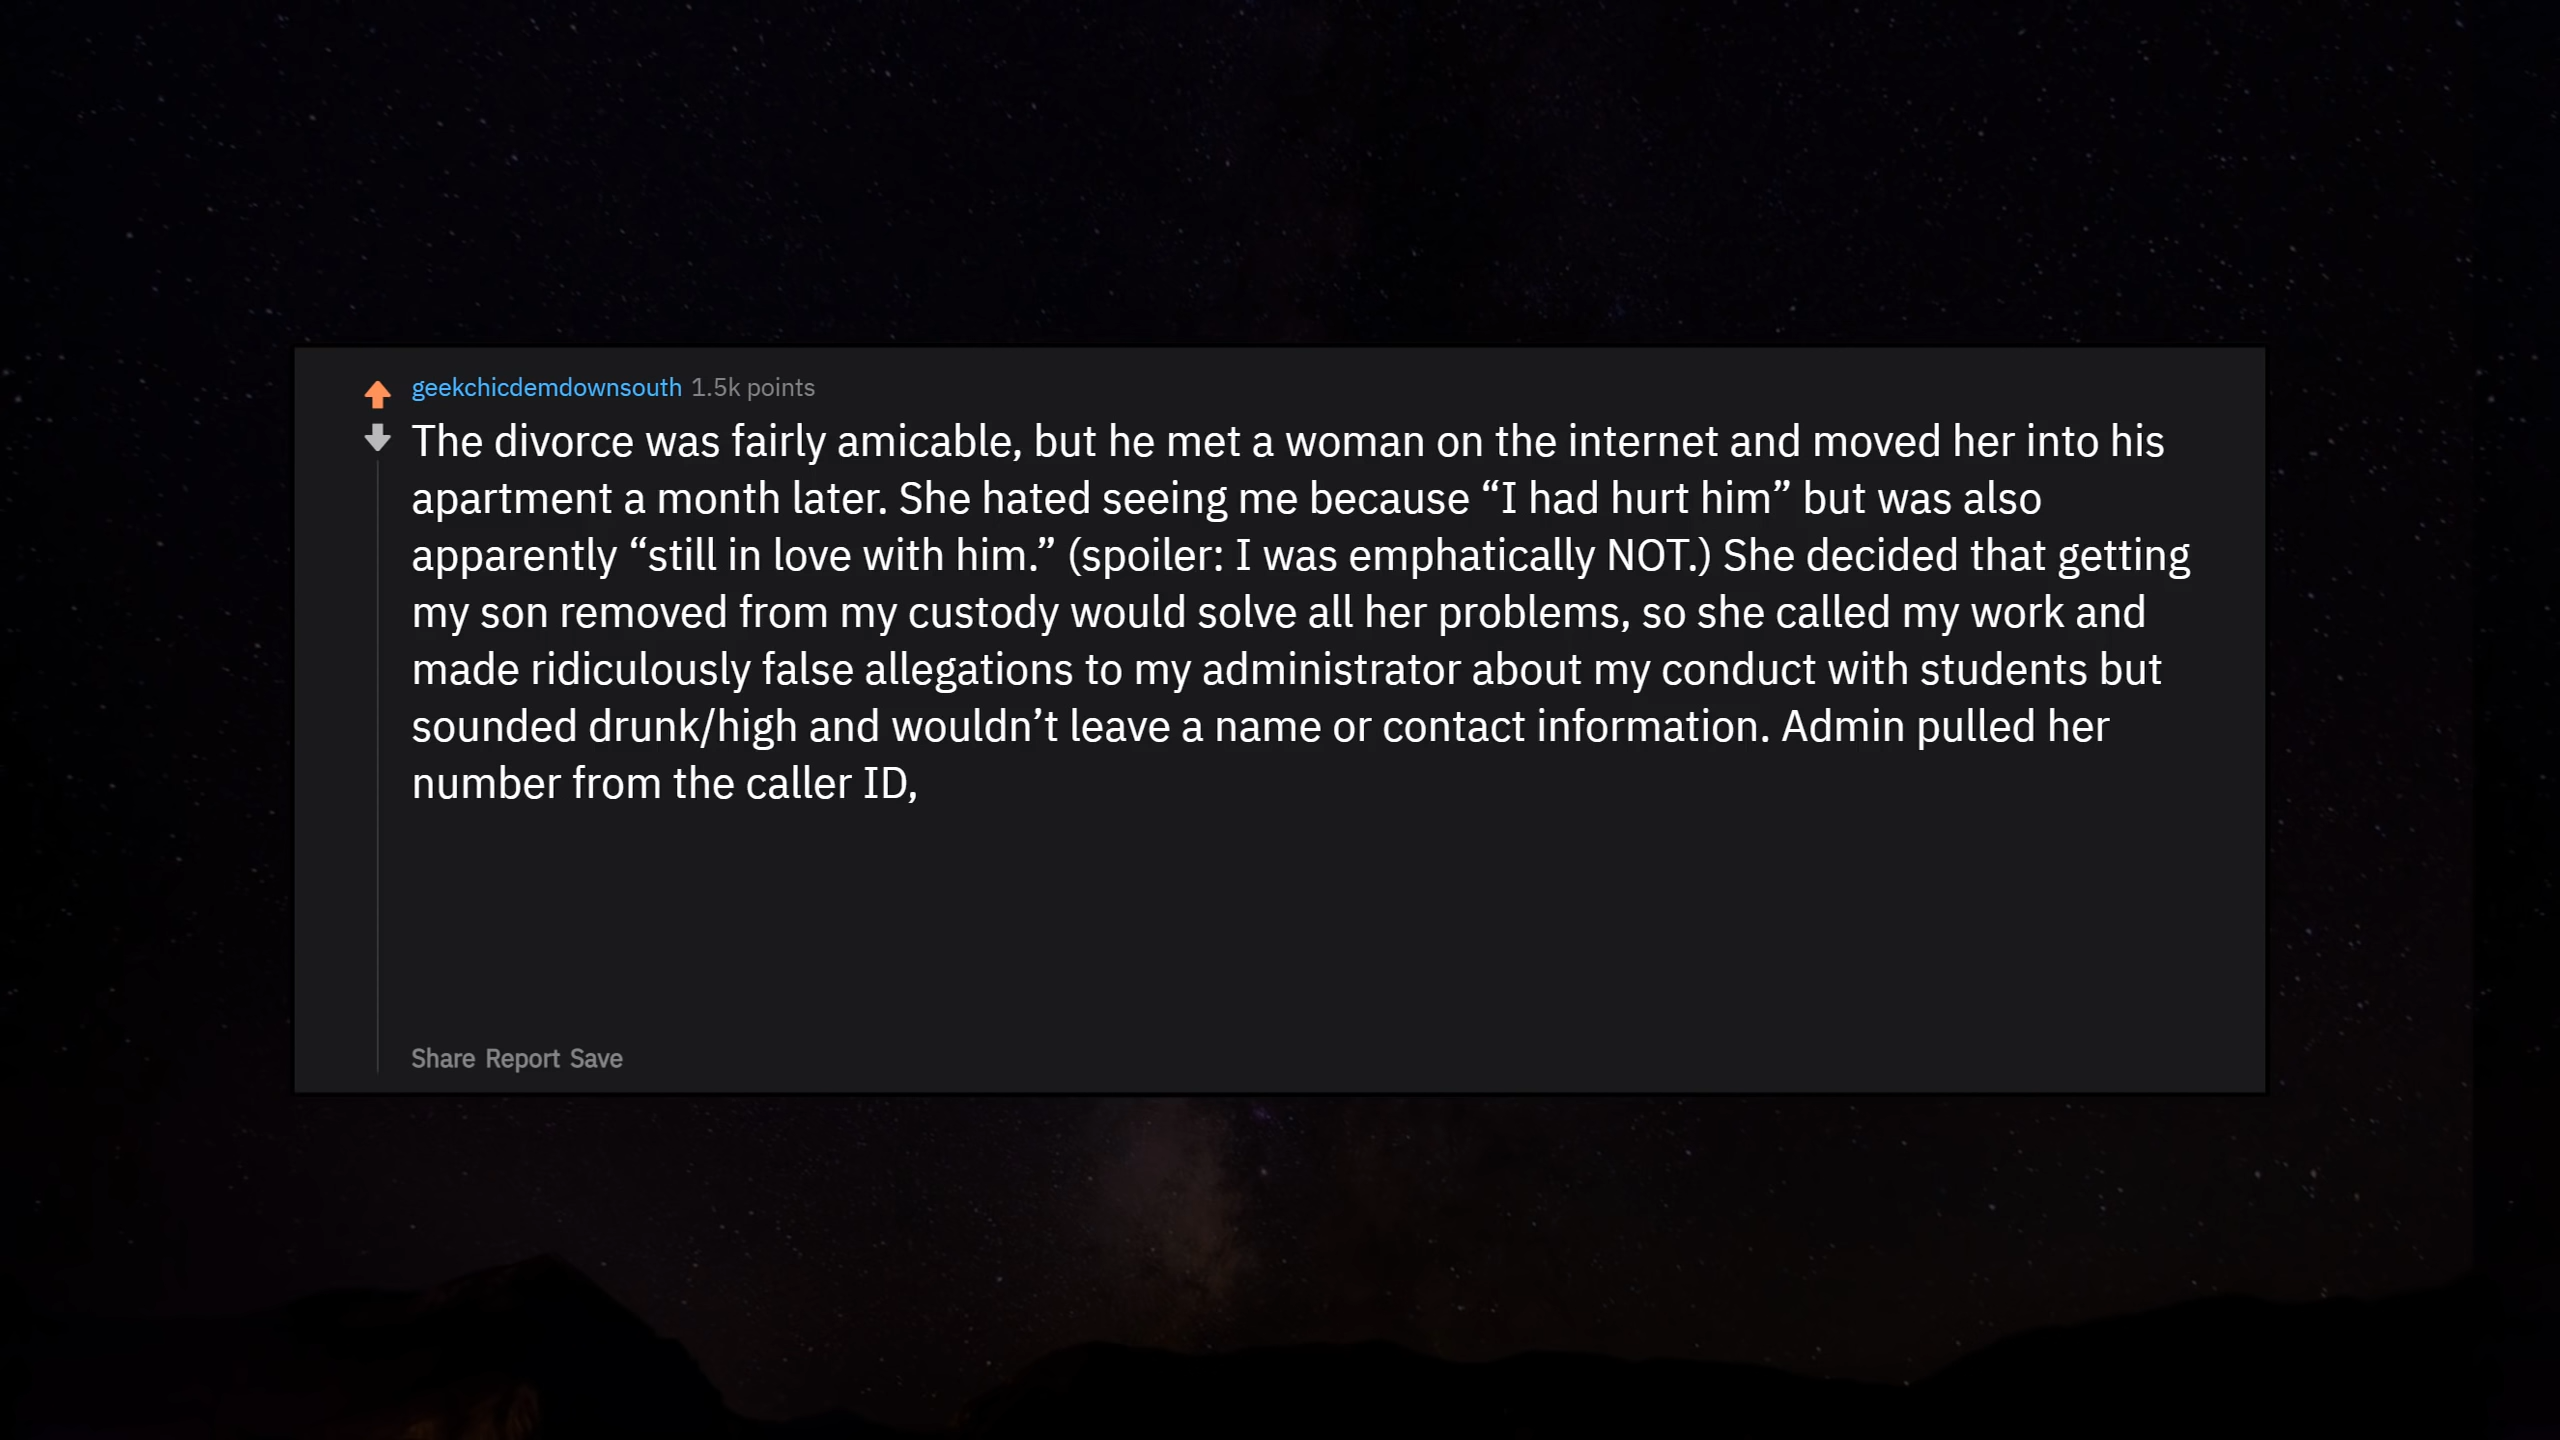 geekchicdemdownsouth 1.5k points
The divorce was fairly amicable, but he met a woman on the internet and moved her into his
apartment a month later. She hated seeing me because “I had hurt him” but was also
apparently “still in love with him.” (spoiler: I was emphatically NOT.) She decided that getting
my son removed from my custody would solve all her problems, so she called my work and
made ridiculously false allegations to my administrator about my conduct with students but
sounded drunk/high and wouldn’t leave a name or contact information. Admin pulled her
number from the caller ID,
Share Report Save